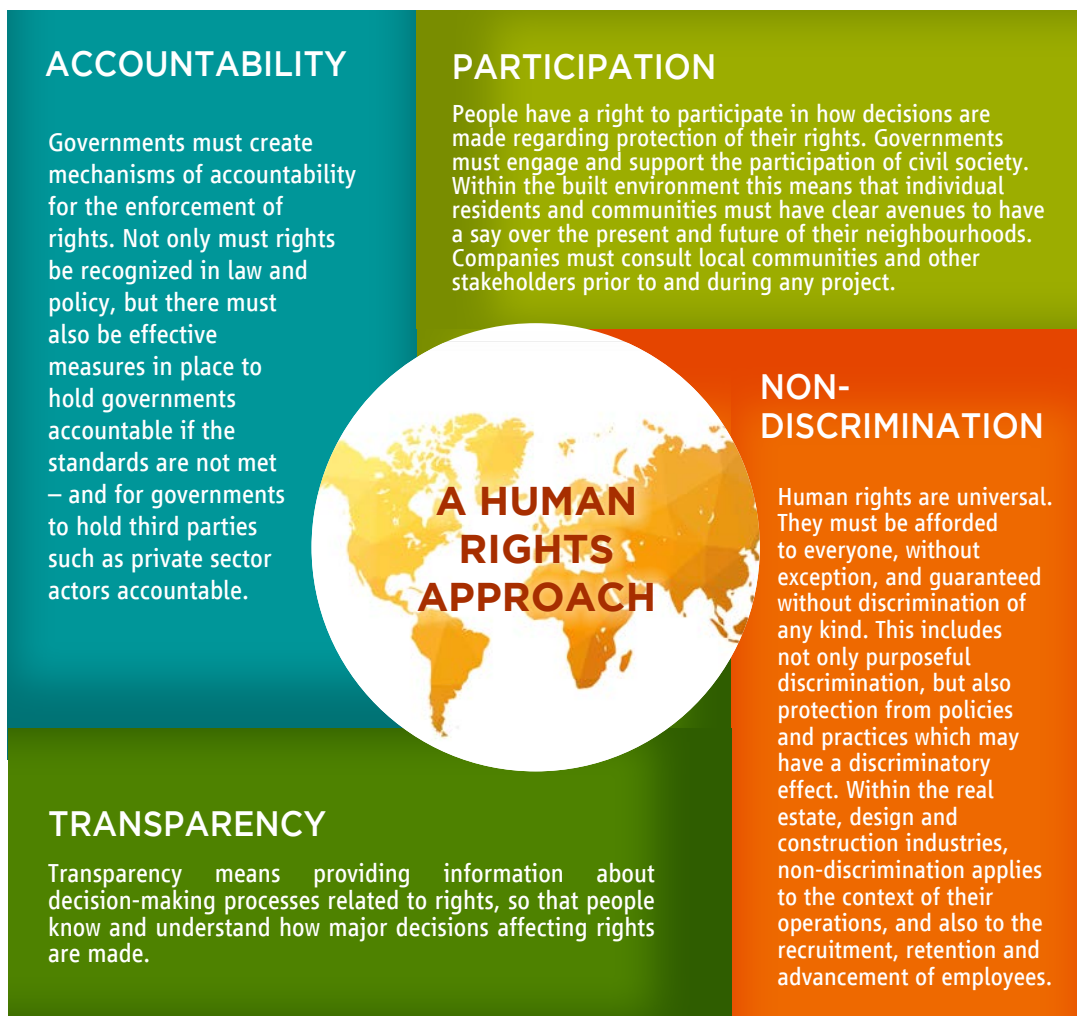 ACCOUNTABILITY
Governments must create
mechanisms of accountability
for the enforcement of
rights. Not only must rights
be recognized in law and
policy, but there must
also be effective
measures in place to
hold governments
accountable if the
standards are not met
– and for governments
to hold third parties
such as private sector
actors accountable.
PARTICIPATION
People have a right to participate in how decisions are
made regarding protection of their rights. Governments
must engage and support the participation of civil society.
Within the built environment this means that individual
residents and communities must have clear avenues to have
a say over the present and future of their neighbourhoods.
Companies must consult local communities and other
stakeholders prior to and during any project.
A HUMAN
RIGHTS
APPROACH
NON-
DISCRIMINATION
Human rights are universal.
They must be afforded
to everyone, without
exception, and guaranteed
without discrimination of
any kind. This includes
not only purposeful
discrimination, but also
protection from policies
and practices which may
have a discriminatory
effect. Within the real
estate, design and
construction industries,
non-discrimination applies
to the context of their
operations, and also to the
recruitment, retention and
advancement of employees.
TRANSPARENCY
Transparency means providing information about
decision-making processes related to rights, so that people
know and understand how major decisions affecting rights
are made.